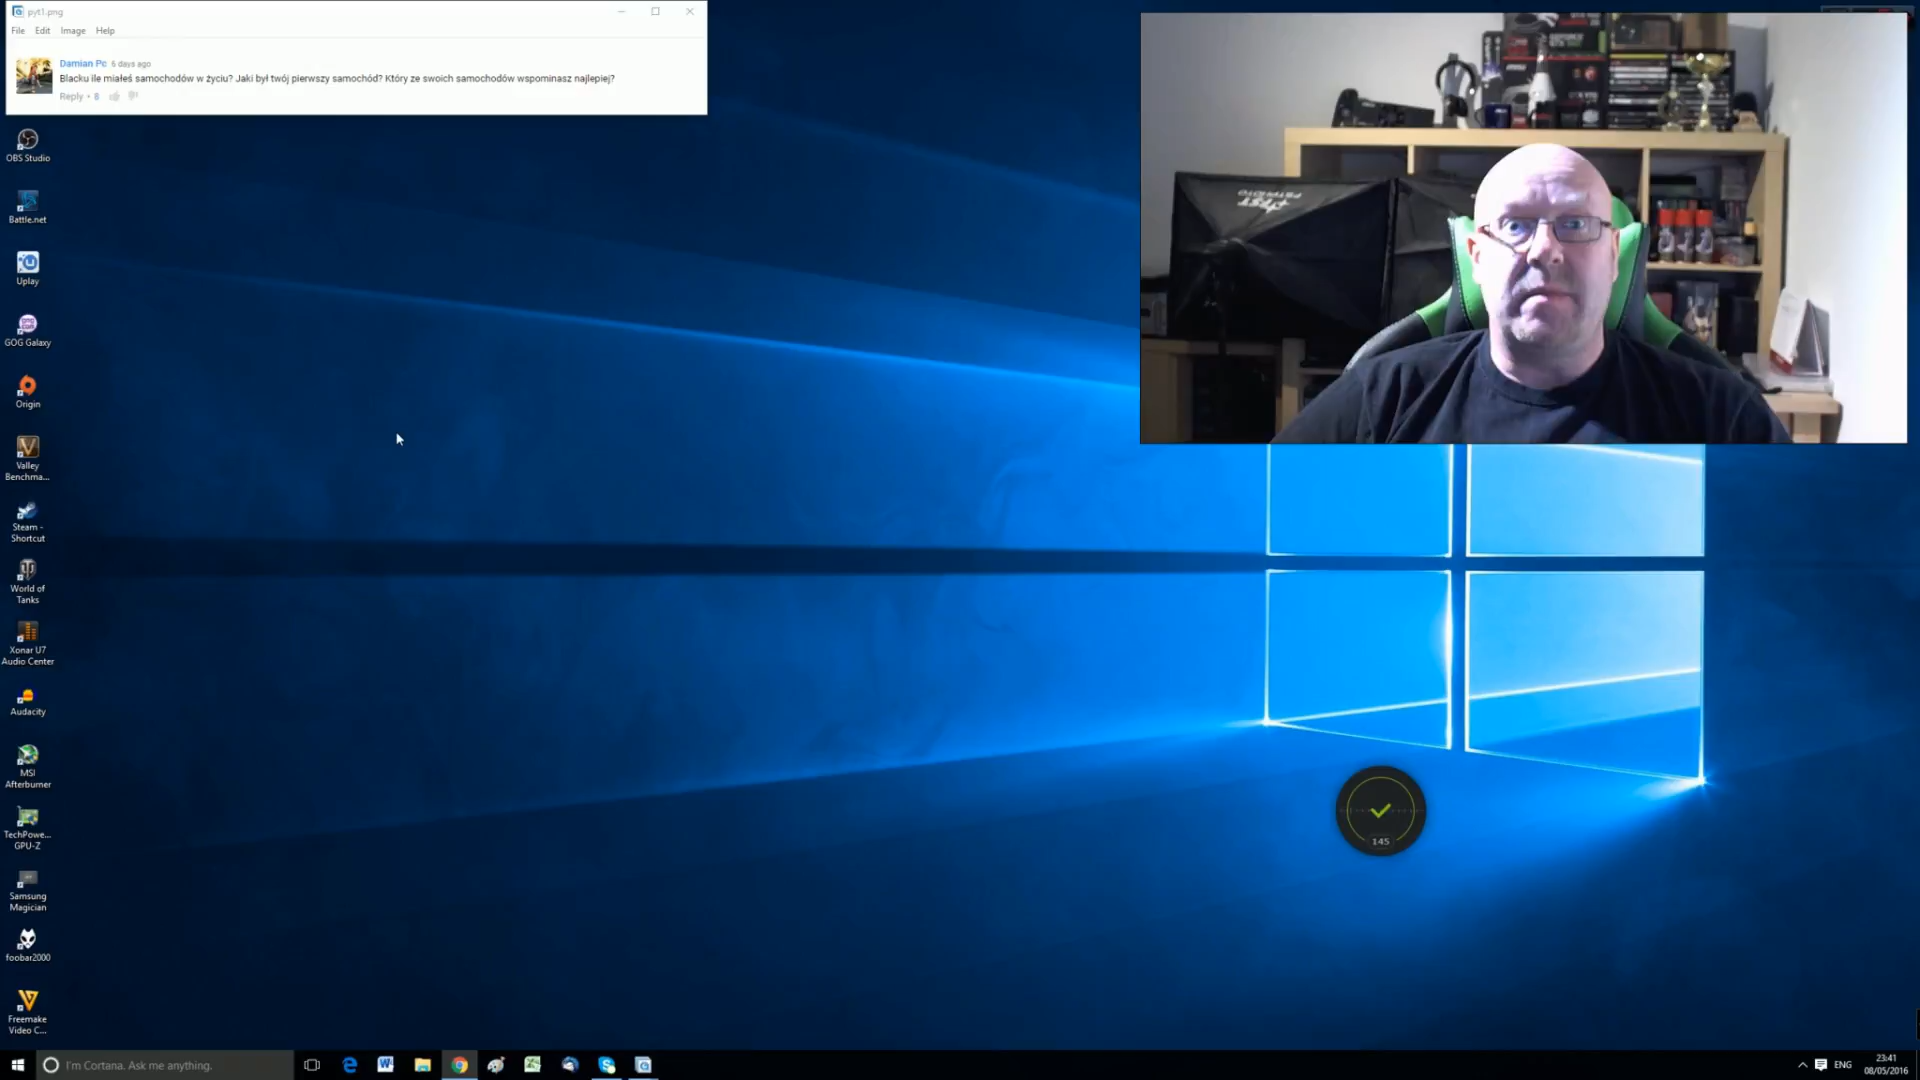 pyt1.png
File Edit Image Help
Damian Pc 6 days ago
Blacku ile miałeś samochodów w życiu? Jaki był twój pierwszy samochód? Który ze swoich samochodów wspominasz najlepiej?
Reply • 8
OBS Studio
Battle.net
Uplay
GOG Galaxy
Origin
Valley
Benchma...
Steam -
Shortcut
World of
Tanks
Xonar U7
Audio Center
Audacity
MSI
Afterburner
TechPowe...
GPU-Z
Samsung
Magician
foobar2000
Freemake
Video C...
145
I'm Cortana. Ask me anything.
ENG
23:41
08/05/2016